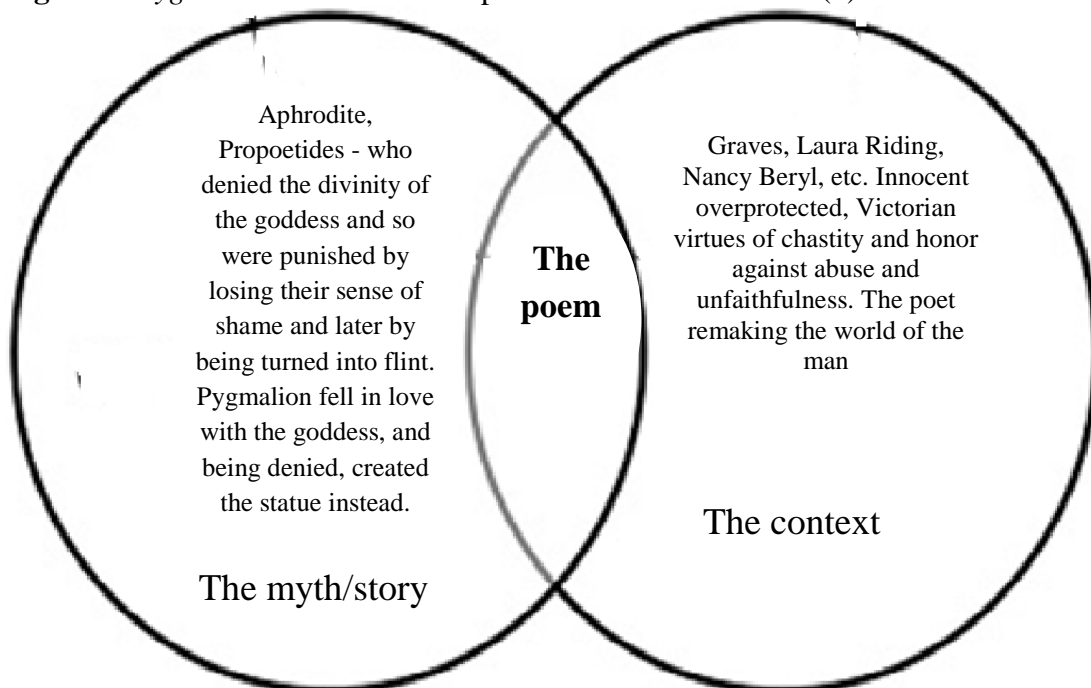 Aphrodite,
Propoetides - who
denied the divinity of
the goddess and so
were punished by
losing their sense of
shame and later by
being turned into flint.
Pygmalion fell in love
with the goddess, and
being denied, created
the statue instead.
The myth/story
The
poem
Graves, Laura Riding,
Nancy Beryl, etc. Innocent
overprotected, Victorian
virtues of chastity and honor
against abuse and
unfaithfulness. The poet
remaking the world of the
man
The context